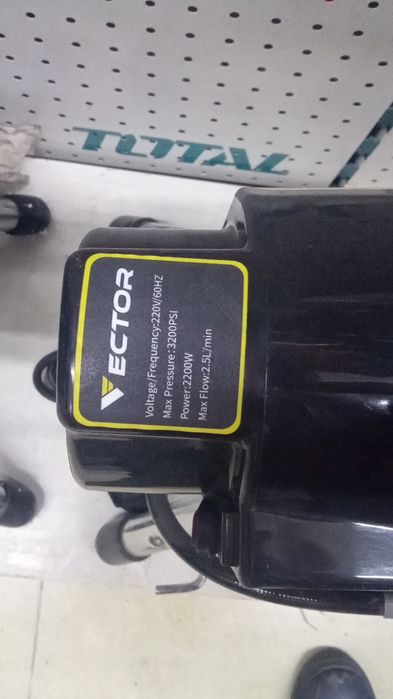 TOTAL
VECTOR
Voltage/Frequency:220V/60HZ
Max Pressure:3200PSI
Power:2200W
Max Flow:2.5L/min